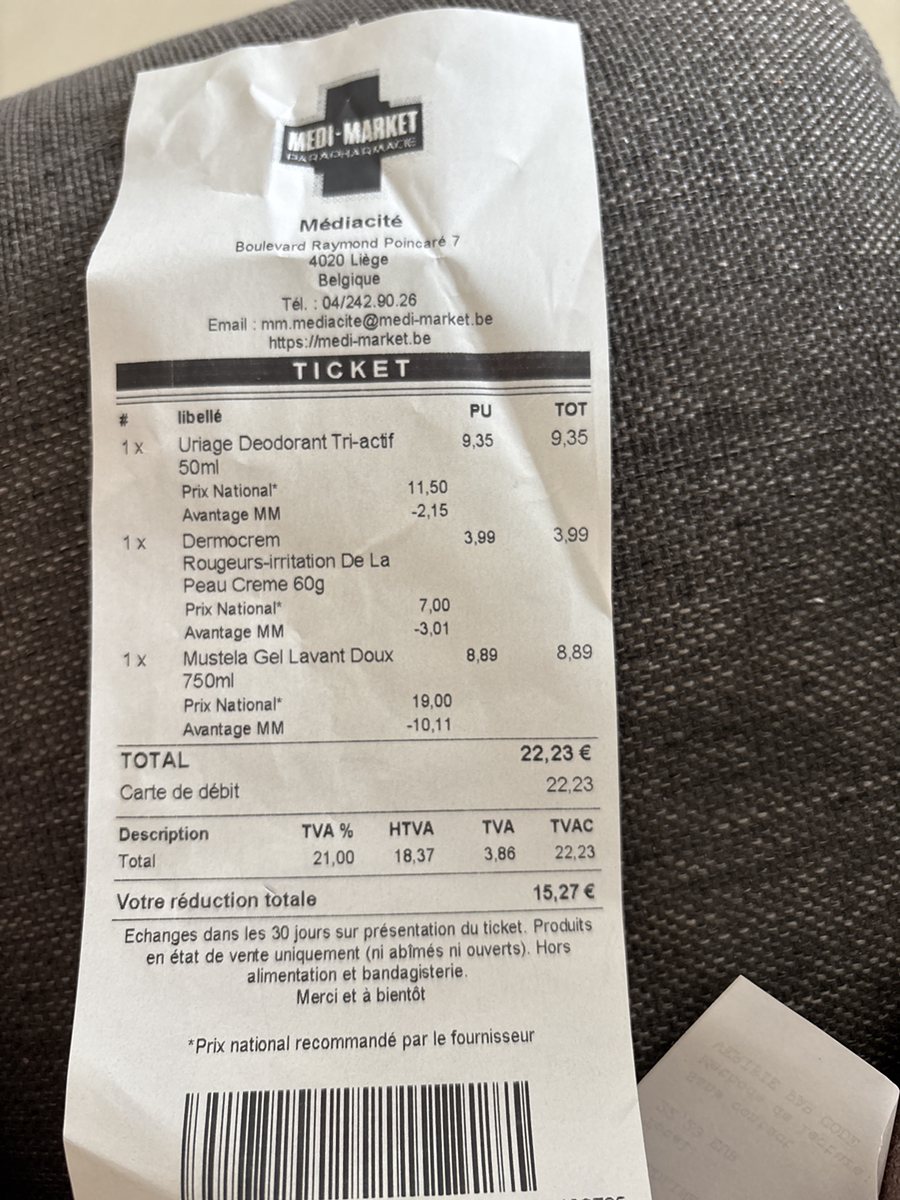 MEDI-MARKET
PARAPHARMACIE
Médiacité
Boulevard Raymond Poincaré 7
4020 Liège
Belgique
Tél. : 04/242.90.26
Email : mm.mediacite@medi-market.be
https://medi-market.be
TICKET
# libellé PU TOT
1 x Uriage Deodorant Tri-actif 9,35 9,35
50ml
Prix National* 11,50
Avantage MM -2,15
1 x Dermocrem 3,99 3,99
Rougeurs-irritation De La
Peau Creme 60g
Prix National* 7,00
Avantage MM -3,01
1 x Mustela Gel Lavant Doux 8,89 8,89
750ml
Prix National* 19,00
Avantage MM -10,11
TOTAL 22,23 €
Carte de débit 22,23
Description TVA % HTVA TVA TVAC
Total 21,00 18,37 3,86 22,23
Votre réduction totale 15,27 €
Echanges dans les 30 jours sur présentation du ticket. Produits
en état de vente uniquement (ni abîmés ni ouverts). Hors
alimentation et bandagisterie.
Merci et à bientôt
*Prix national recommandé par le fournisseur